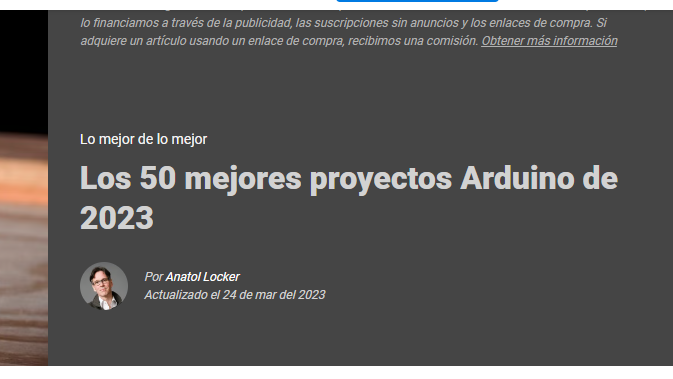 lo financiamos a través de la publicidad, las suscripciones sin anuncios y los enlaces de compra. Si
adquiere un artículo usando un enlace de compra, recibimos una comisión. Obtener más información
Lo mejor de lo mejor
Los 50 mejores proyectos Arduino de
2023
Por Anatol Locker
Actualizado el 24 de mar del 2023